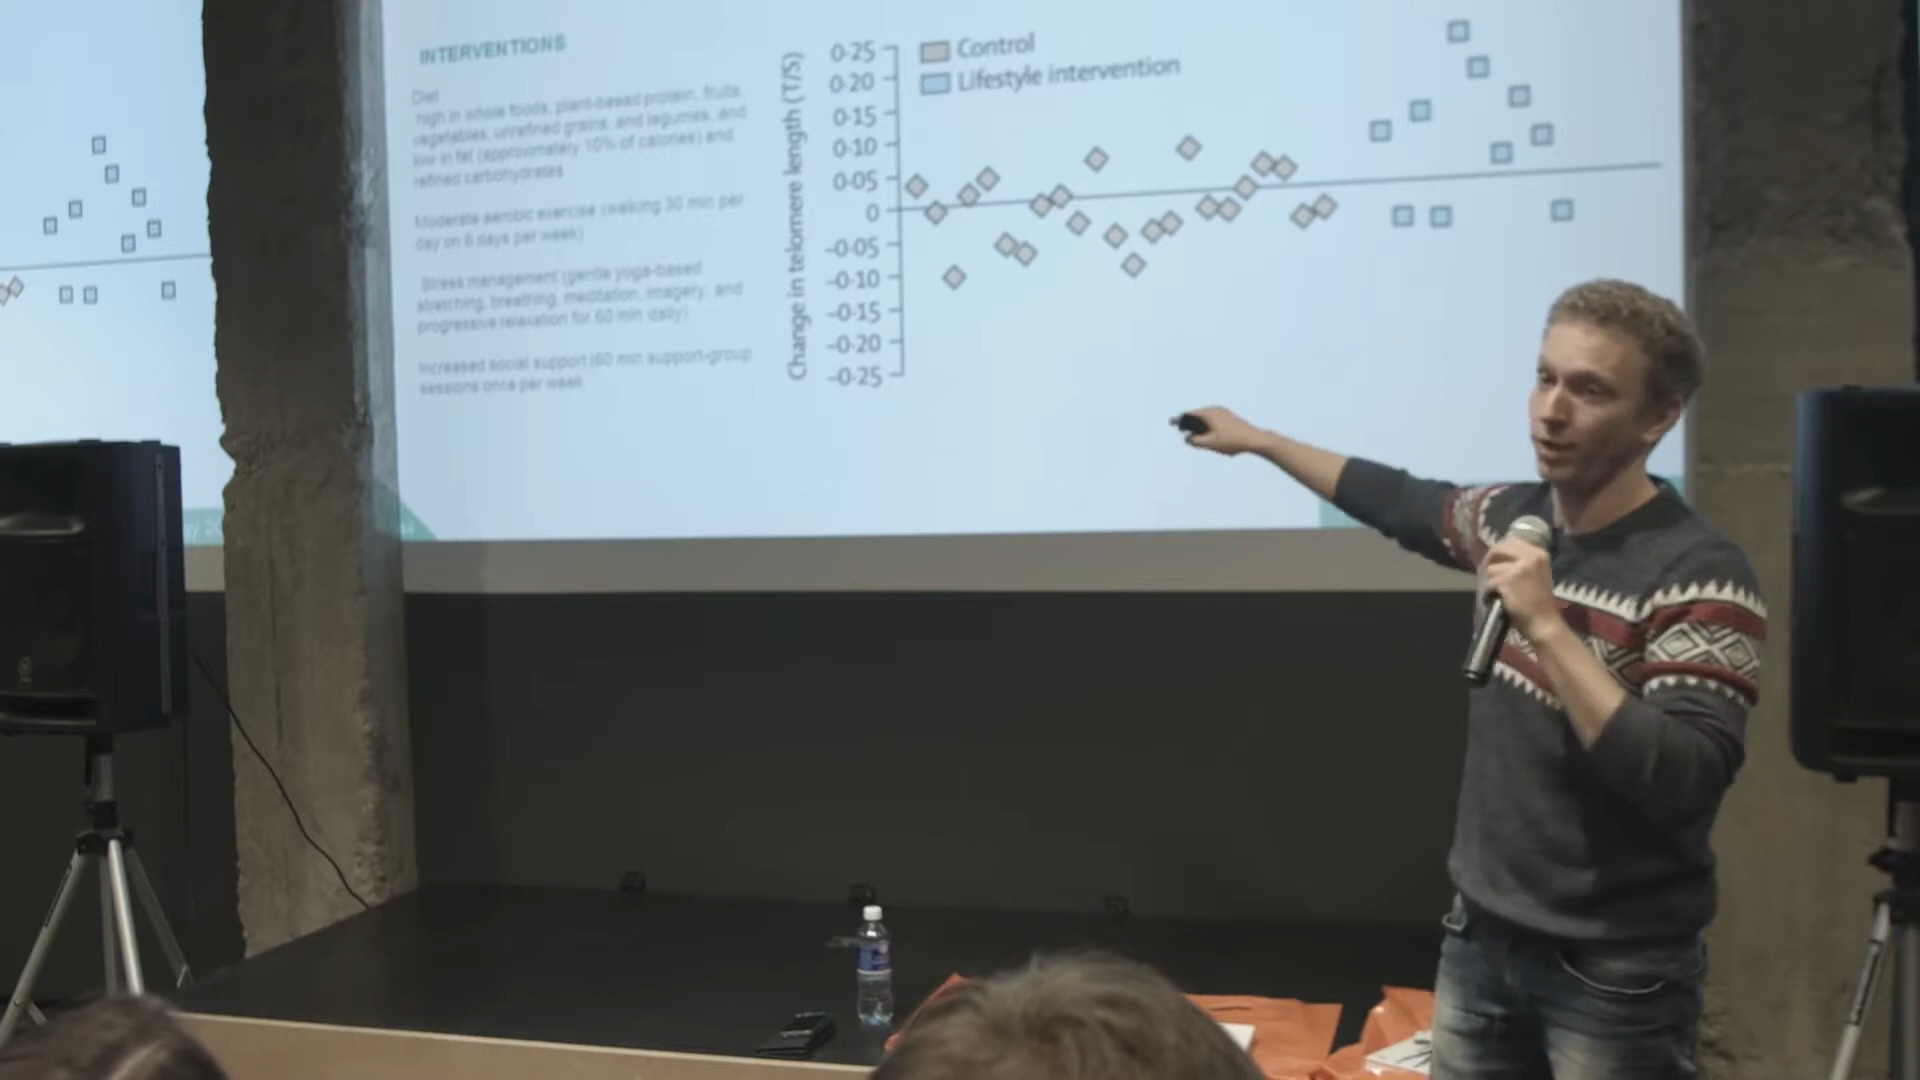 INTERVENTIONS
Diet
high in whole foods, plant-based protein, fruits,
vegetables, unrefined grains, and legumes, and
low in fat (approximately 10% of calories) and
refined carbohydrates
Moderate aerobic exercise (walking 30 min per
day on 6 days per week)
Stress management (gentle yoga-based
stretching, breathing, meditation, imagery, and
progressive relaxation for 60 min daily)
Increased social support (60 min support-group
sessions once per week
Change in telomere length (T/S)
0·25
0·20
0·15
0·10
0·05
0
–0·05
–0·10
–0·15
–0·20
–0·25
Control
Lifestyle intervention